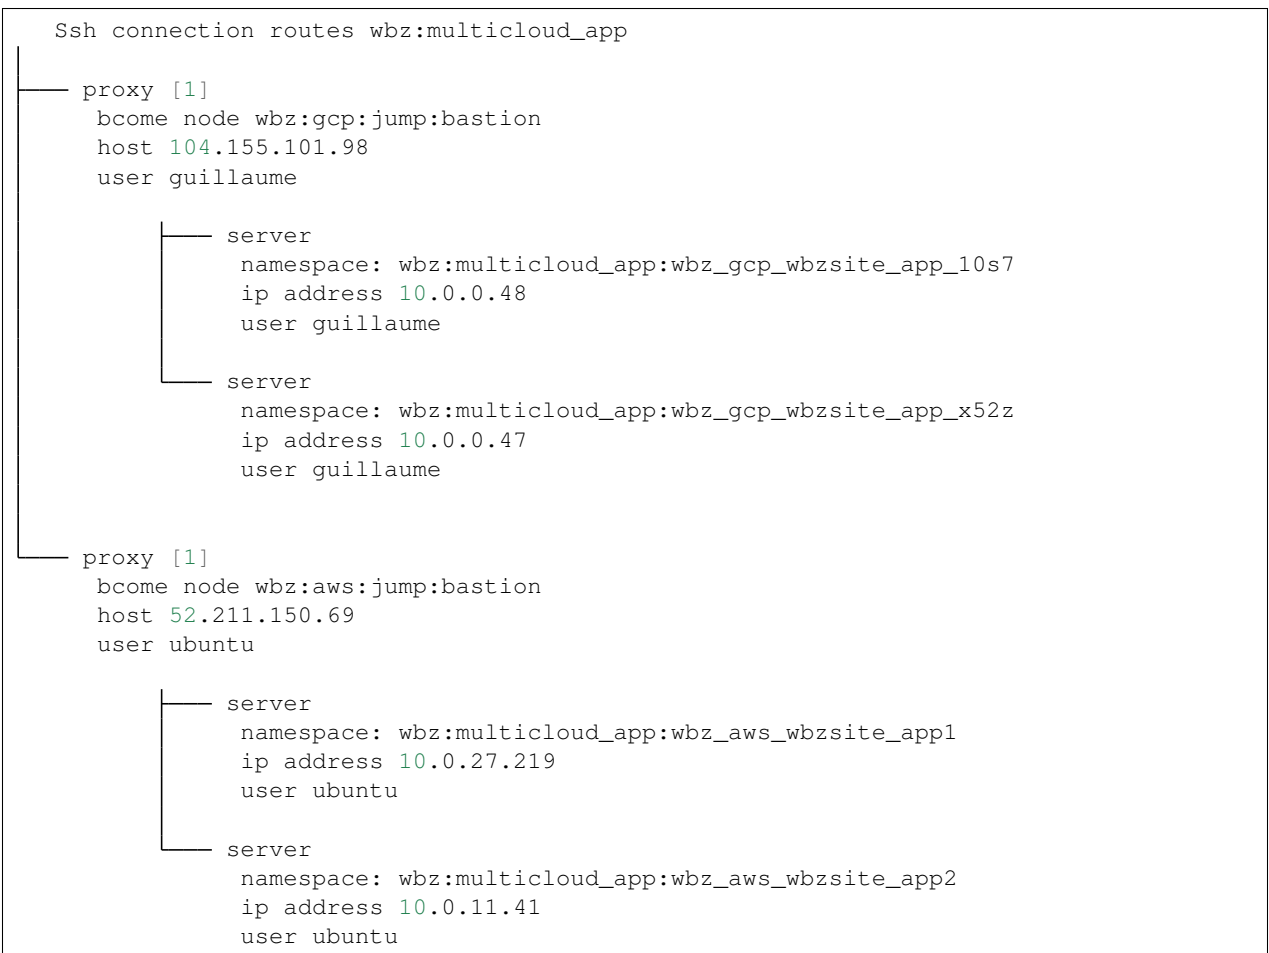 Ssh connection routes wbz:multicloud_app
proxy [1]
bcome node wbz:gcp:jump:bastion
host 104.155.101.98
user guillaume
server
namespace: wbz:multicloud_app:wbz_gcp_wbzsite_app_10s7
ip address 10.0.0.48
user guillaume
server
namespace: wbz:multicloud_app:wbz_gcp_wbzsite_app_x52z
ip address 10.0.0.47
user guillaume
proxy [1]
bcome node wbz:aws:jump:bastion
host 52.211.150.69
user ubuntu
server
namespace: wbz:multicloud_app:wbz_aws_wbzsite_app1
ip address 10.0.27.219
user ubuntu
server
namespace: wbz:multicloud_app:wbz_aws_wbzsite_app2
ip address 10.0.11.41
user ubuntu